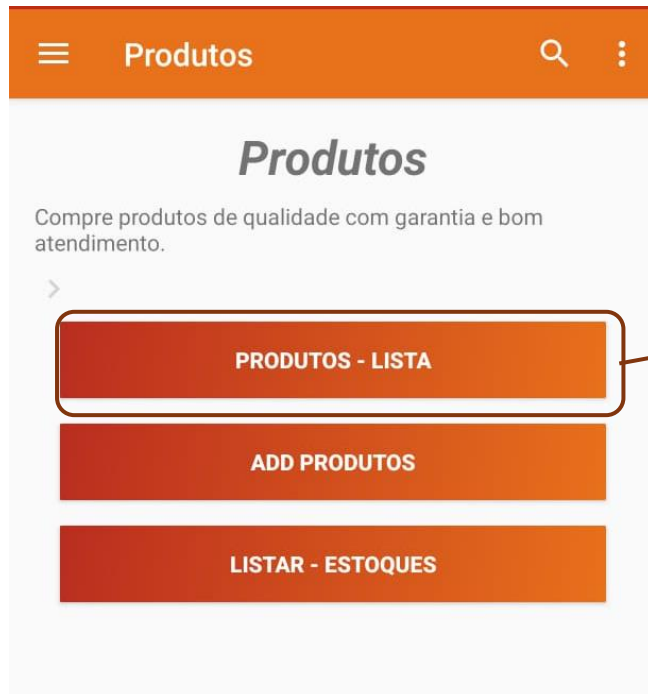 Produtos
Produtos
Compre produtos de qualidade com garantia e bom
atendimento.
PRODUTOS - LISTA
ADD PRODUTOS
LISTAR - ESTOQUES